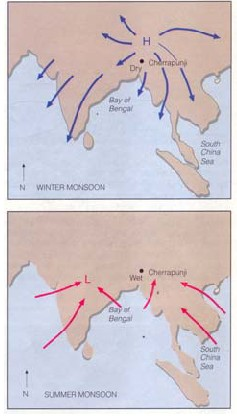 H
Cherrapunji
Dry
Bay of
Bengal
South
China
Sea
N
WINTER MONSOON
L
Wet
Cherrapunji
Bay of
Bengal
South
China
Sea
N
SUMMER MONSOON